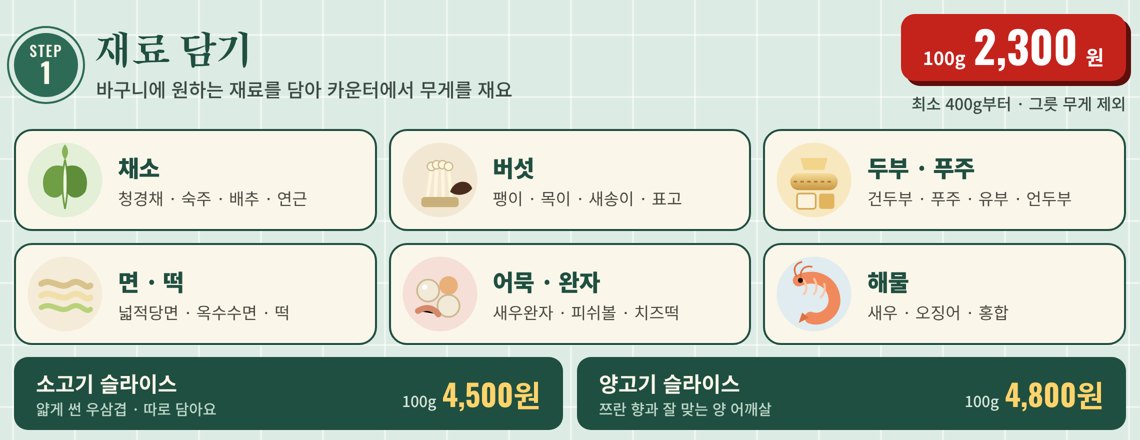 STEP
1
재료 담기
바구니에 원하는 재료를 담아 카운터에서 무게를 재요
100g 2,300 원
최소 400g부터 · 그릇 무게 제외
채소
청경채 · 숙주 · 배추 · 연근
버섯
팽이 · 목이 · 새송이 · 표고
두부 · 푸주
건두부 · 푸주 · 유부 · 언두부
면 · 떡
넓적당면 · 옥수수면 · 떡
어묵 · 완자
새우완자 · 피쉬볼 · 치즈떡
해물
새우 · 오징어 · 홍합
소고기 슬라이스
얇게 썬 우삼겹 · 따로 담아요
100g 4,500원
양고기 슬라이스
쯔란 향과 잘 맞는 양 어깨살
100g 4,800원